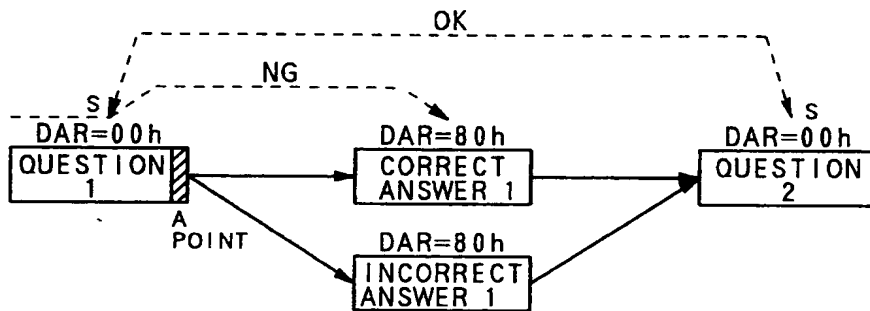 OK
NG
S
S
DAR=00h
DAR=80h
DAR=00h
QUESTION
1
CORRECT
ANSWER 1
QUESTION
2
A
POINT
DAR=80h
INCORRECT
ANSWER 1